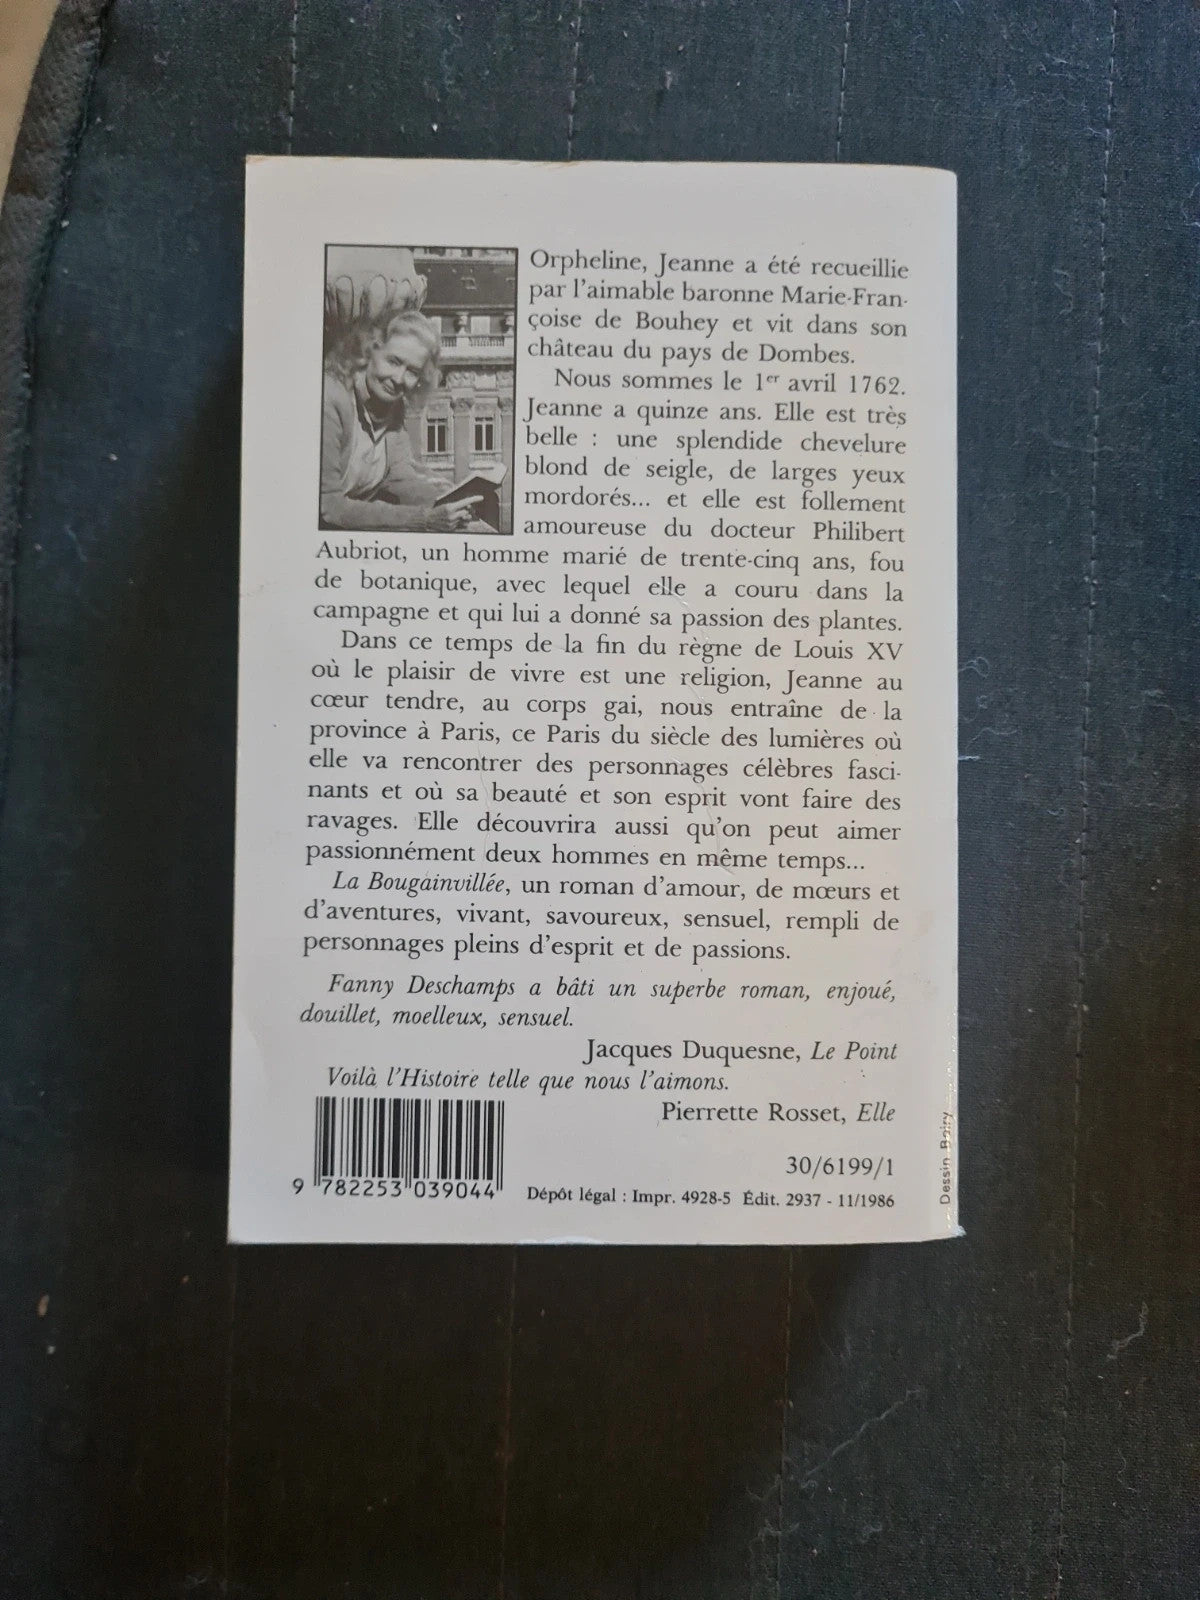 Orpheline, Jeanne a été recueillie
par l'aimable baronne Marie-Fran-
çoise de Bouhey et vit dans son
château du pays de Dombes.
Nous sommes le 1er avril 1762.
Jeanne a quinze ans. Elle est très
belle : une splendide chevelure
blond de seigle, de larges yeux
mordorés... et elle est follement
amoureuse du docteur Philibert
Aubriot, un homme marié de trente-cinq ans, fou
de botanique, avec lequel elle a couru dans la
campagne et qui lui a donné sa passion des plantes.
Dans ce temps de la fin du règne de Louis XV
où le plaisir de vivre est une religion, Jeanne au
cœur tendre, au corps gai, nous entraîne de la
province à Paris, ce Paris du siècle des lumières où
elle va rencontrer des personnages célèbres fasci-
nants et où sa beauté et son esprit vont faire des
ravages. Elle découvrira aussi qu'on peut aimer
passionnément deux hommes en même temps...
La Bougainvillée, un roman d'amour, de mœurs et
d'aventures, vivant, savoureux, sensuel, rempli de
personnages pleins d'esprit et de passions.
Fanny Deschamps a bâti un superbe roman, enjoué,
douillet, moelleux, sensuel.
Jacques Duquesne, Le Point
Voilà l'Histoire telle que nous l'aimons.
Pierrette Rosset, Elle
30/6199/1
9 782253 039044
Dépôt légal : Impr. 4928-5 Édit. 2937 - 11/1986
Dessin Bairy